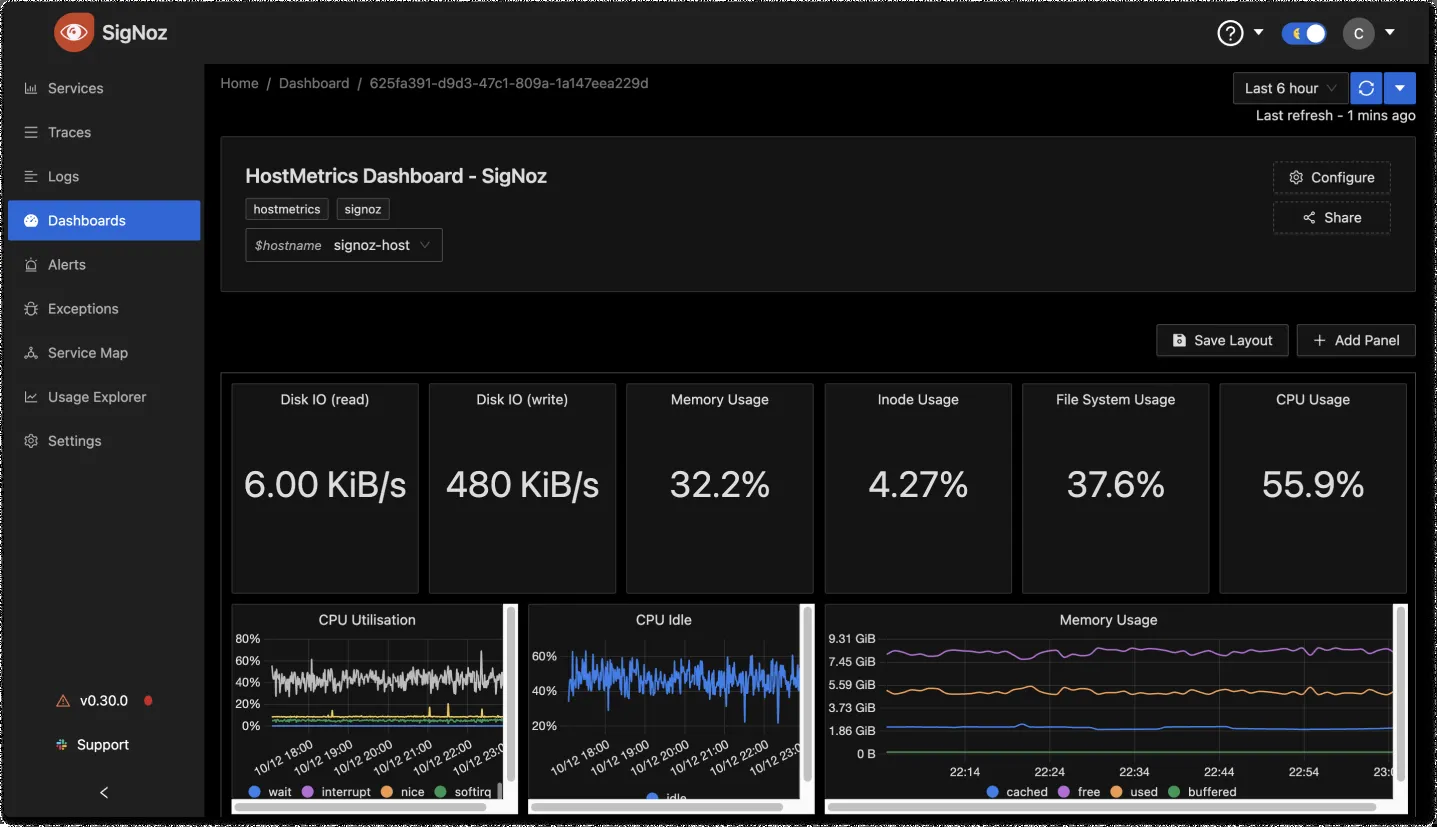 SigNoz
C
Services
Traces
Logs
Dashboards
Alerts
Exceptions
Service Map
Usage Explorer
Settings
v0.30.0
Support
Home / Dashboard / 625fa391-d9d3-47c1-809a-1a147eea229d
Last 6 hour
Last refresh - 1 mins ago
HostMetrics Dashboard - SigNoz
hostmetrics signoz
$hostname signoz-host
Configure
Share
Save Layout + Add Panel
Disk IO (read)
6.00 KiB/s
Disk IO (write)
480 KiB/s
Memory Usage
32.2%
Inode Usage
4.27%
File System Usage
37.6%
CPU Usage
55.9%
CPU Utilisation
80%
60%
40%
20%
0%
10/12 18:00 10/12 19:00 10/12 20:00 10/12 21:00 10/12 22:00 10/12 23:0
wait interrupt nice softirq
CPU Idle
60%
40%
20%
10/12 18:00 10/12 19:00 10/12 20:00 10/12 21:00 10/12 22:00 10/12 23:0
idle
Memory Usage
9.31 GiB
7.45 GiB
5.59 GiB
3.73 GiB
1.86 GiB
0 B
22:14 22:24 22:34 22:44 22:54 23:0
cached free used buffered